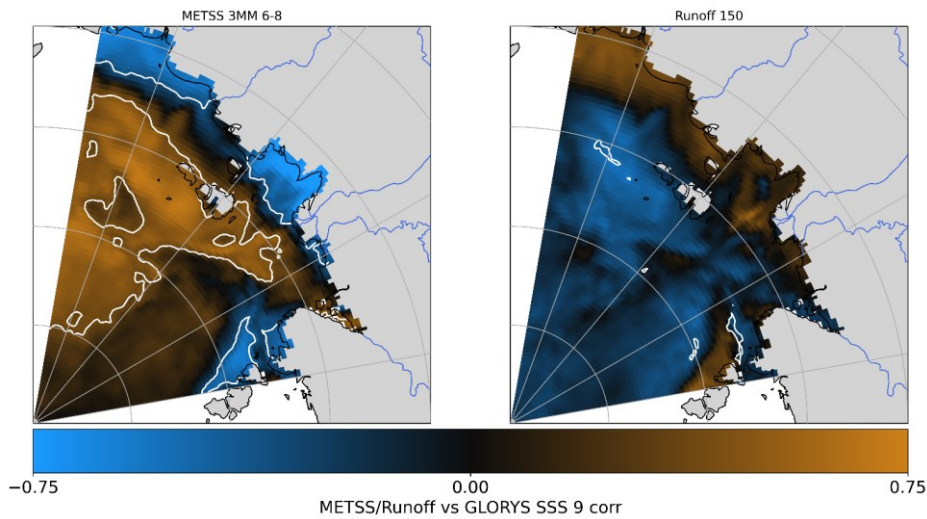 METSS 3MM 6-8
Runoff 150
−0.75
0.00
0.75
METSS/Runoff vs GLORYS SSS 9 corr